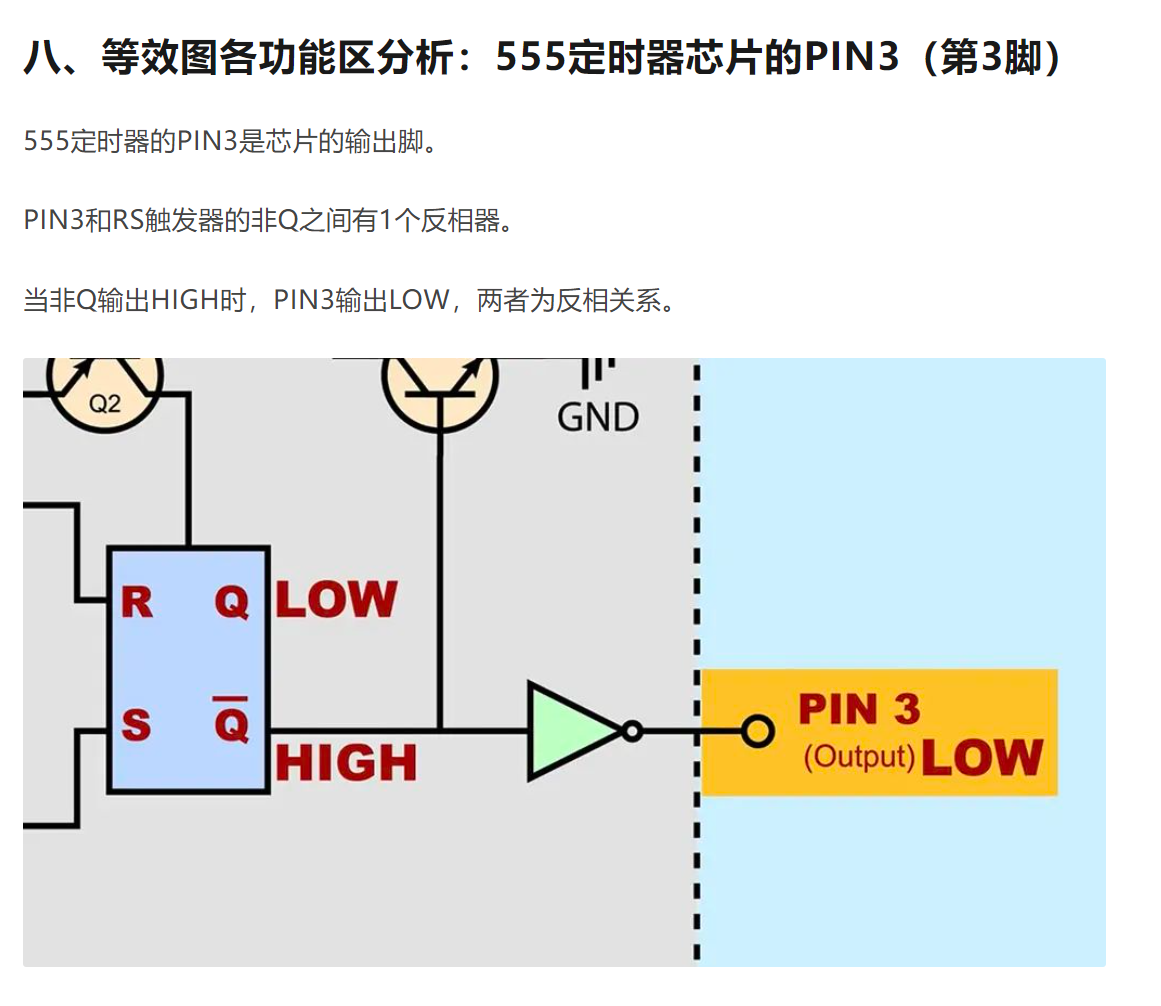 八、等效图各功能区分析：555定时器芯片的PIN3（第3脚）
555定时器的PIN3是芯片的输出脚。
PIN3和RS触发器的非Q之间有1个反相器。
当非Q输出HIGH时，PIN3输出LOW，两者为反相关系。
Q2
GND
R Q LOW
S Q̅
HIGH
PIN 3
(Output) LOW